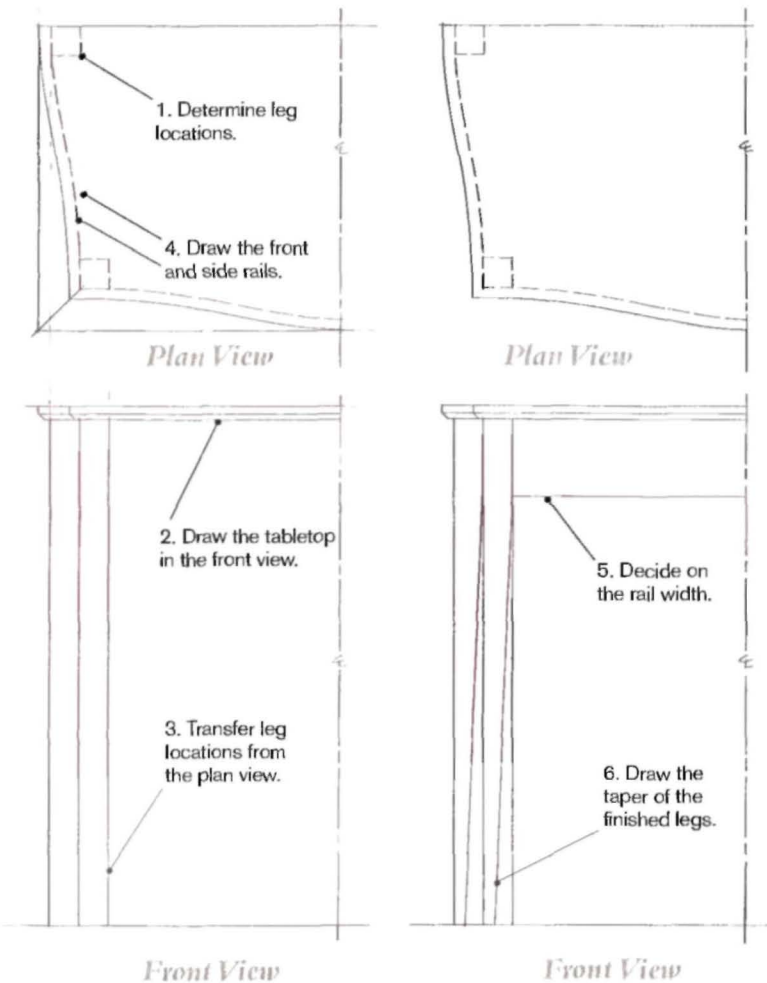 1. Determine leg
locations.
4. Draw the front
and side rails.
Plan View
Plan View
2. Draw the tabletop
in the front view.
5. Decide on
the rail width.
3. Transfer leg
locations from
the plan view.
6. Draw the
taper of the
finished legs.
Front View
Front View